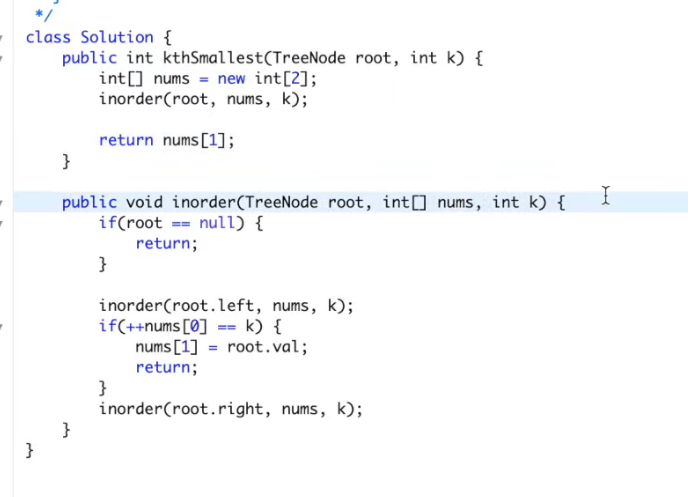 */
class Solution {
    public int kthSmallest(TreeNode root, int k) {
        int[] nums = new int[2];
        inorder(root, nums, k);

        return nums[1];
    }

    public void inorder(TreeNode root, int[] nums, int k) {
        if(root == null) {
            return;
        }

        inorder(root.left, nums, k);
        if(++nums[0] == k) {
            nums[1] = root.val;
            return;
        }
        inorder(root.right, nums, k);
    }
}